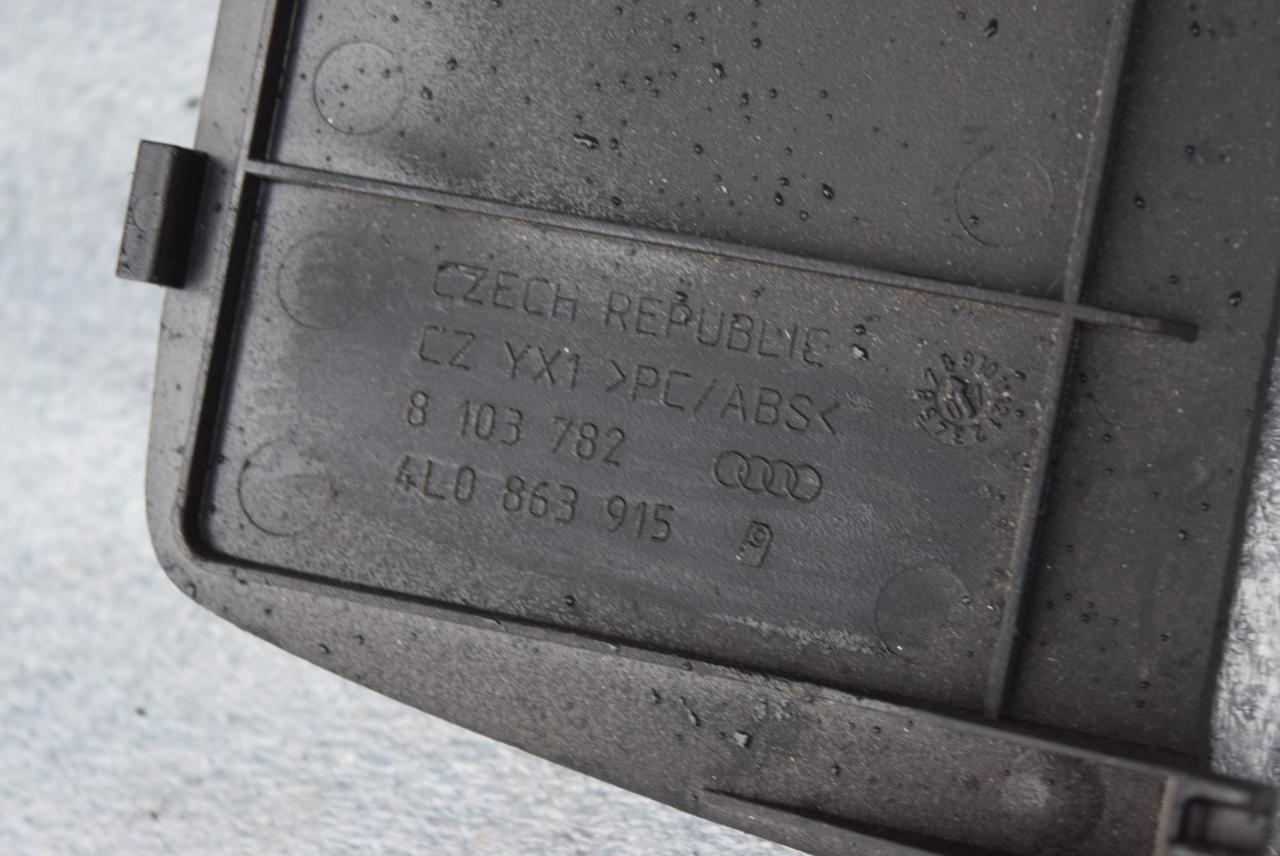 CZECH REPUBLIC
CZ YX1 >PC/ABS<
8 103 782
4L0 863 915 A